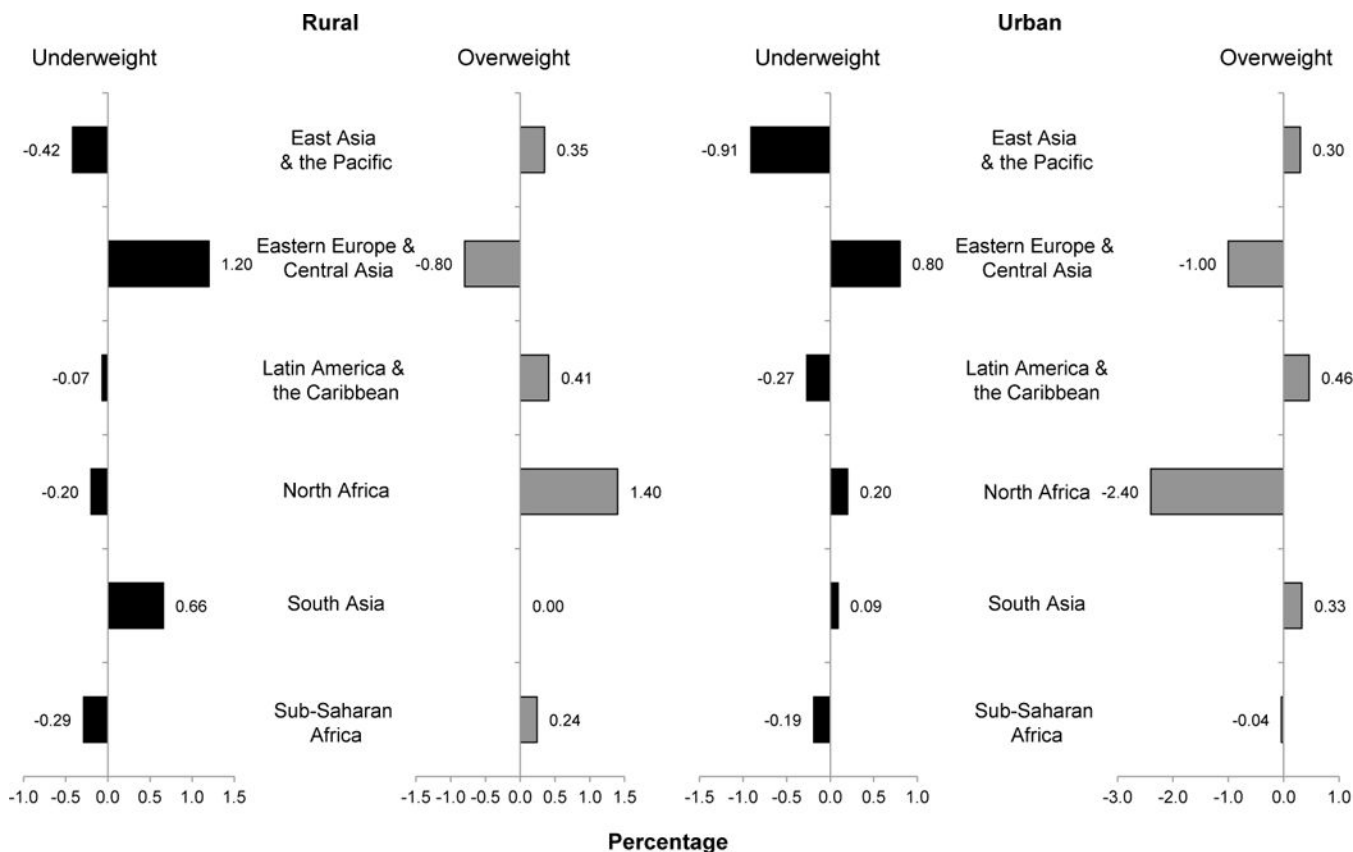 Rural Urban
Underweight Overweight Underweight Overweight
East Asia
& the Pacific
-0.42 0.35
East Asia
& the Pacific
-0.91 0.30
Eastern Europe &
Central Asia
1.20 -0.80
Eastern Europe &
Central Asia
0.80 -1.00
Latin America &
the Caribbean
-0.07 0.41
Latin America &
the Caribbean
-0.27 0.46
-0.20 North Africa 1.40 0.20 North Africa -2.40
0.66 South Asia 0.00 0.09 South Asia 0.33
Sub-Saharan
Africa
-0.29 0.24
Sub-Saharan
Africa
-0.19 -0.04
-1.0 -0.5 0.0 0.5 1.0 1.5 -1.5 -1.0 -0.5 0.0 0.5 1.0 1.5 -1.5 -1.0 -0.5 0.0 0.5 1.0 -3.0 -2.0 -1.0 0.0 1.0
Percentage